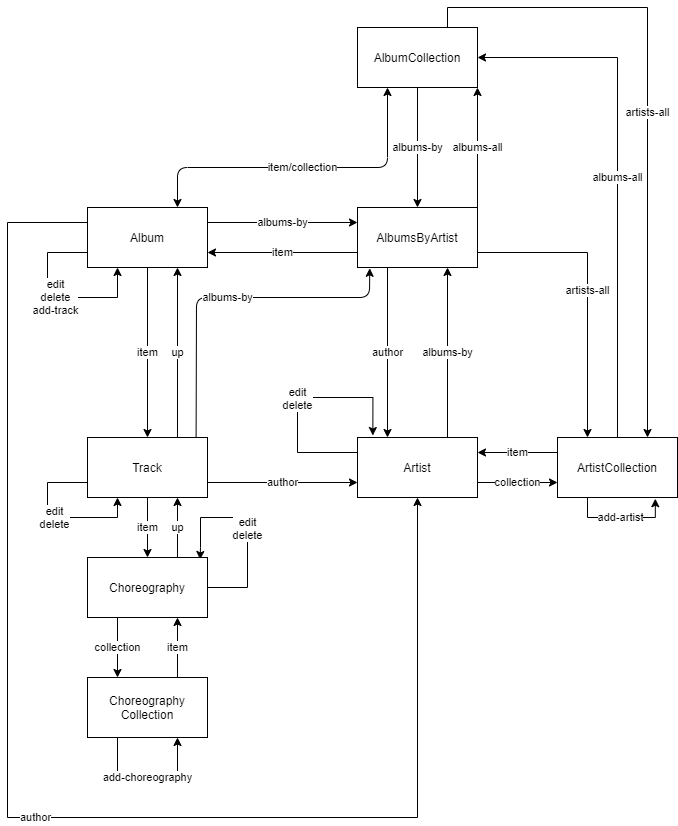 AlbumCollection
artists-all
albums-by
albums-all
item/collection
albums-all
Album
albums-by
AlbumsByArtist
item
edit
delete
add-track
albums-by
artists-all
item
up
author
albums-by
edit
delete
Track
Artist
item
ArtistCollection
author
collection
edit
delete
item
up
edit
delete
add-artist
Choreography
collection
item
Choreography
Collection
add-choreography
author